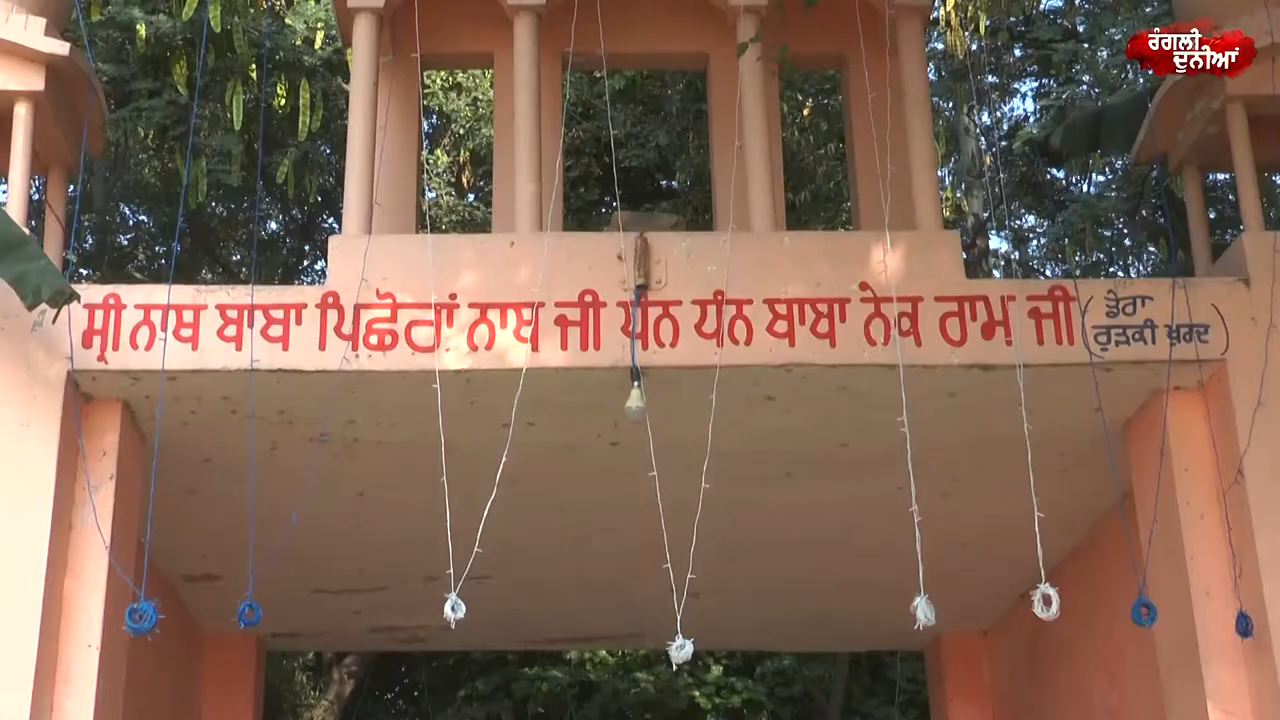 ਰੰਗਲੀ
ਦੁਨੀਆਂ
ਸ੍ਰੀ ਨਾਥ ਬਾਬਾ ਪਿਛੋਰਾਂ ਨਾਥ ਜੀ ਧੰਨ ਧੰਨ ਬਾਬਾ ਨੇਕ ਰਾਮ ਜੀ (ਡੇਰਾ
ਰੁੜਕੀ ਖ਼ੁਰਦ)